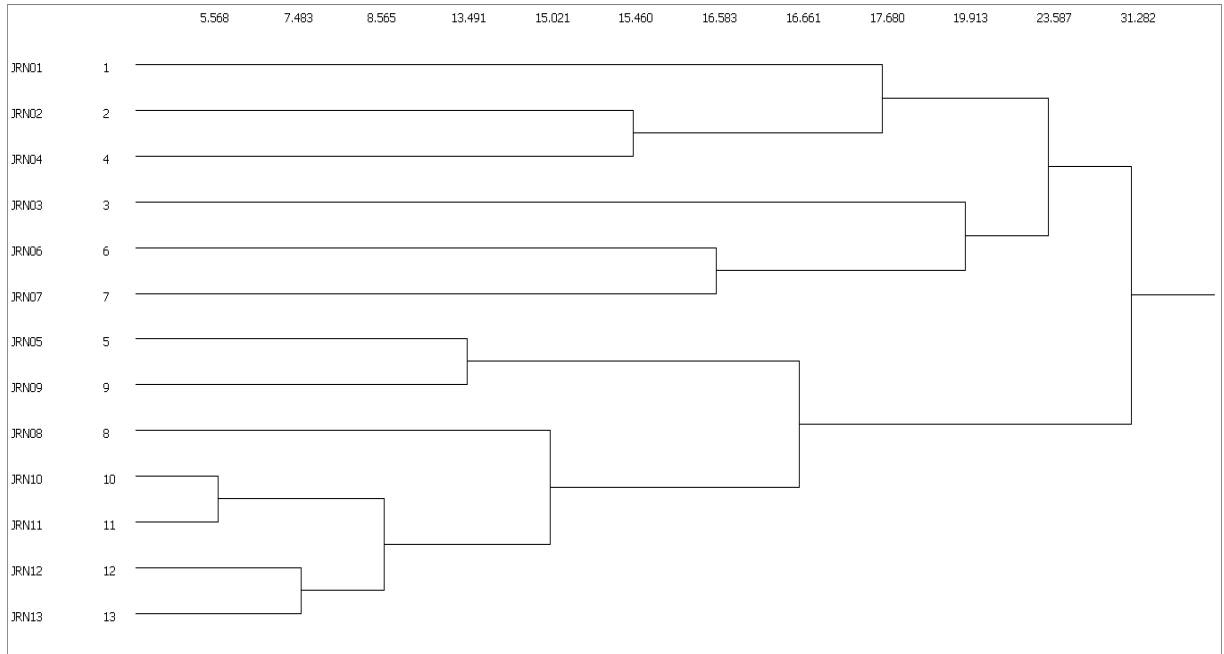 5.568 7.483 8.565 13.491 15.021 15.460 16.583 16.661 17.680 19.913 23.587 31.282
JRN01 1
JRN02 2
JRN04 4
JRN03 3
JRN06 6
JRN07 7
JRN05 5
JRN09 9
JRN08 8
JRN10 10
JRN11 11
JRN12 12
JRN13 13